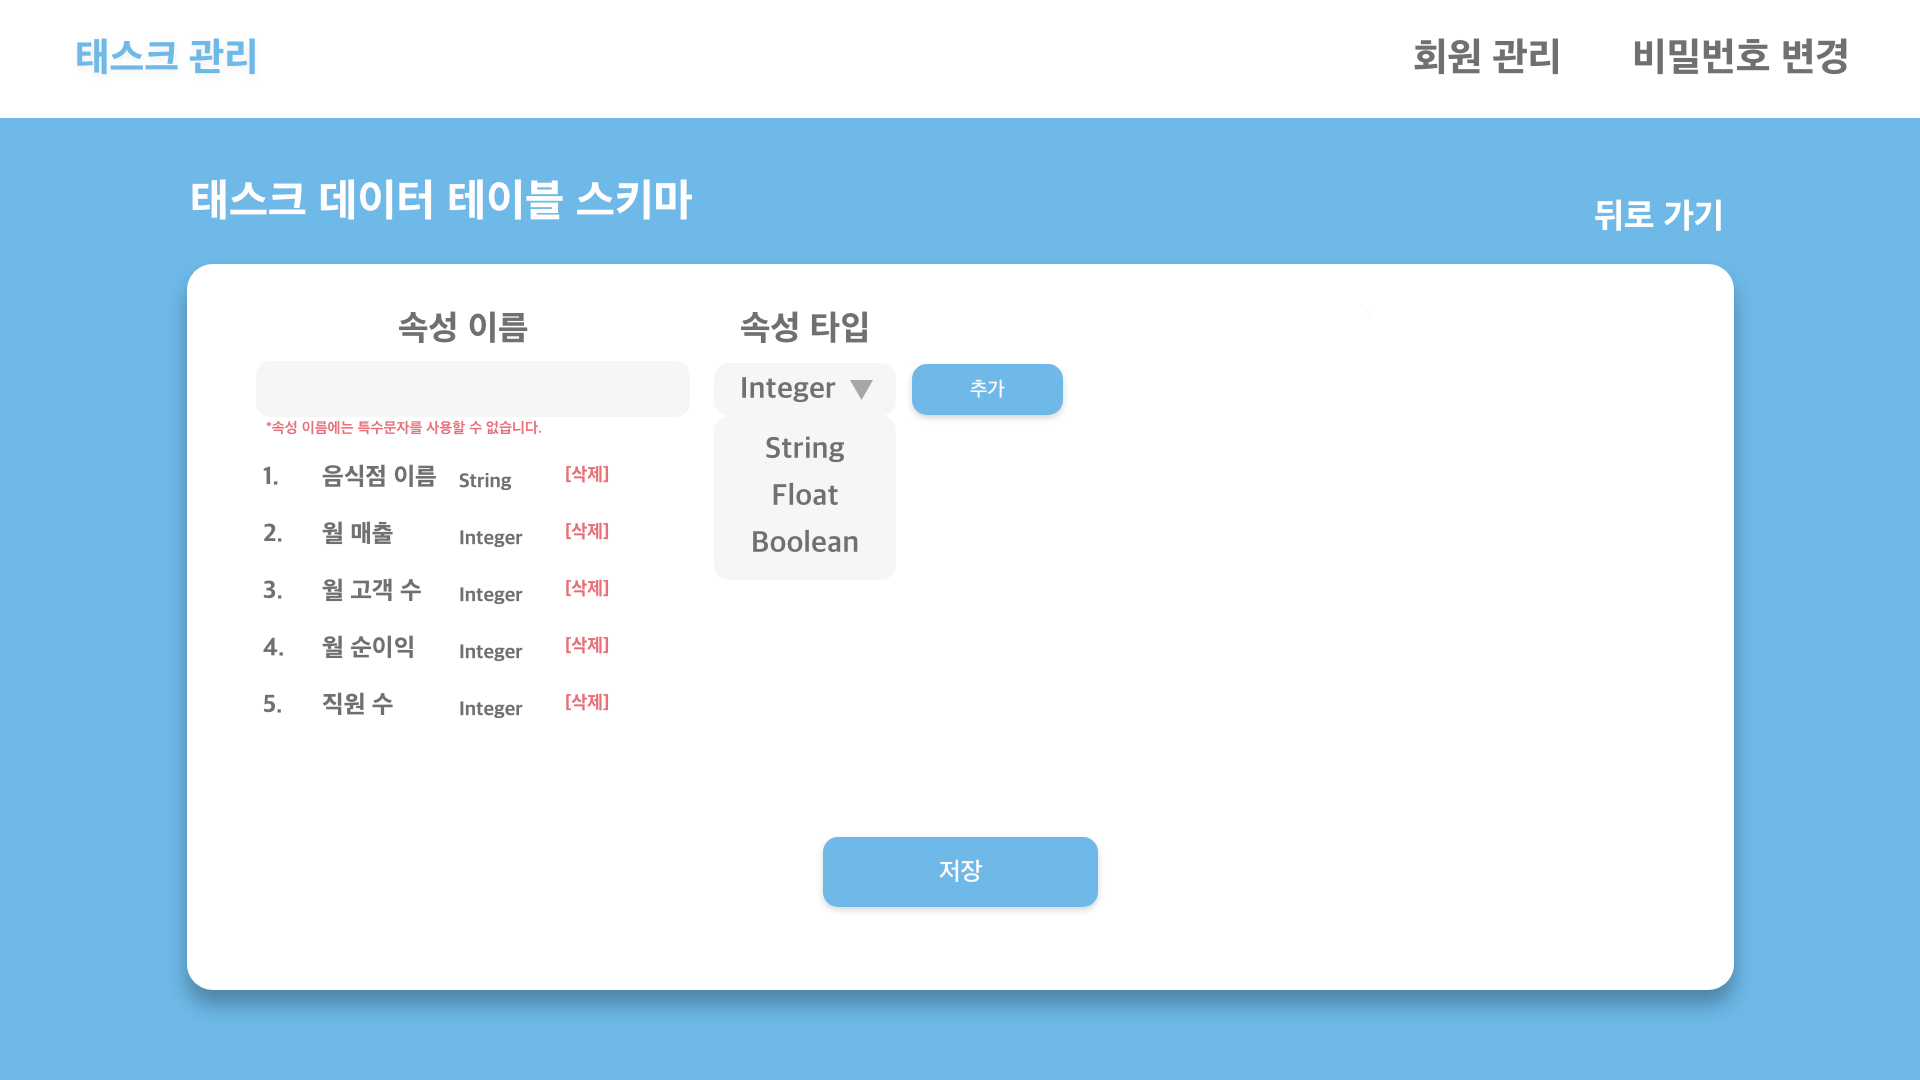 태스크 관리 회원 관리 비밀번호 변경
태스크 데이터 테이블 스키마
뒤로 가기
속성 이름 속성 타입
Integer ▼ 추가
*속성 이름에는 특수문자를 사용할 수 없습니다.
String
Float
Boolean
1. 음식점 이름 String [삭제]
2. 월 매출 Integer [삭제]
3. 월 고객 수 Integer [삭제]
4. 월 순이익 Integer [삭제]
5. 직원 수 Integer [삭제]
저장